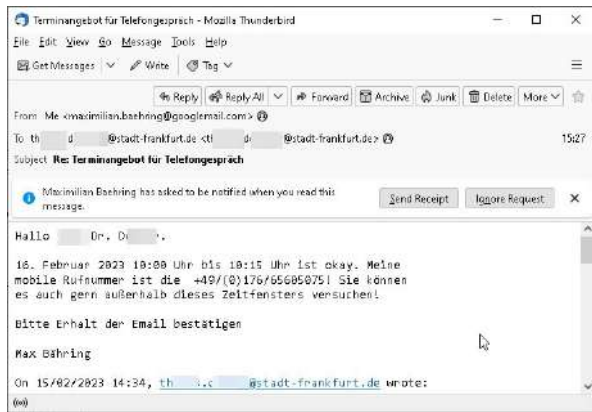 Terminangebot für Telefongespräch - Mozilla Thunderbird
File Edit View Go Message Tools Help
Get Messages Write Tag
Reply Reply All Forward Archive Junk Delete More
From Me <maximilian.baehring@googlemail.com>
To th d @stadt-frankfurt.de <t d @stadt-frankfurt.de> 15:27
Subject Re: Terminangebot für Telefongespräch
Maximilian Baehring has asked to be notified when you read this
message.
Send Receipt Ignore Request
Hallo Dr. D .
16. Februar 2023 10:00 Uhr bis 10:15 Uhr ist okay. Meine
mobile Rufnummer ist die +49/(0)176/65605075! Sie können
es auch gern außerhalb dieses Zeitfensters versuchen!
Bitte Erhalt der Email bestätigen
Max Bähring
On 15/02/2023 14:34, th . @stadt-frankfurt.de wrote: